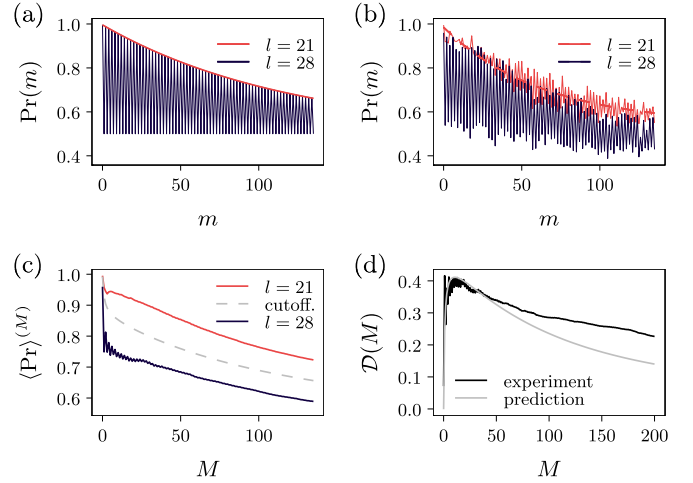 (a)
1.0
0.8
0.6
0.4
Pr(m)
l = 21
l = 28
0
50
100
m
(b)
1.0
0.8
0.6
0.4
Pr(m)
l = 21
l = 28
0
50
100
m
(c)
1.0
0.9
0.8
0.7
0.6
⟨Pr⟩^(M)
l = 21
cutoff.
l = 28
0
50
100
M
(d)
0.4
0.3
0.2
0.1
0.0
𝒟(M)
experiment
prediction
0
50
100
150
200
M